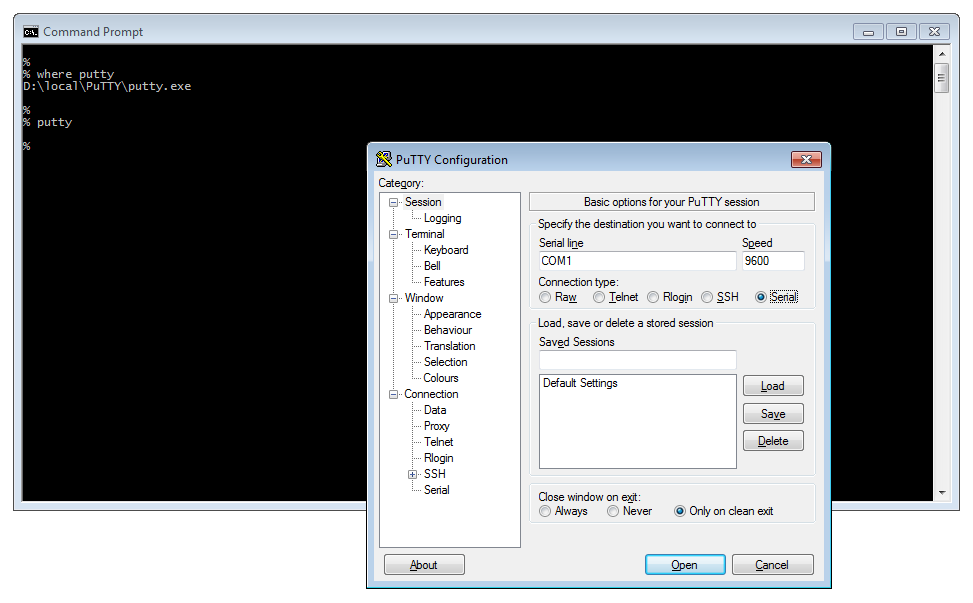 Command Prompt
%
% where putty
D:\local\PuTTY\putty.exe
%
% putty
%
PuTTY Configuration
Category:
Session
Logging
Terminal
Keyboard
Bell
Features
Window
Appearance
Behaviour
Translation
Selection
Colours
Connection
Data
Proxy
Telnet
Rlogin
SSH
Serial
Basic options for your PuTTY session
Specify the destination you want to connect to
Serial line Speed
COM1 9600
Connection type:
Raw Telnet Rlogin SSH Serial
Load, save or delete a stored session
Saved Sessions
Default Settings
Load
Save
Delete
Close window on exit:
Always Never Only on clean exit
About Open Cancel